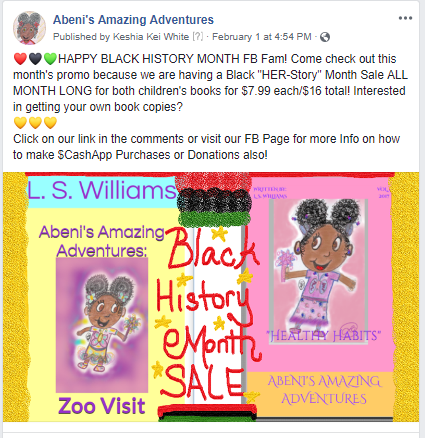 Abeni's Amazing Adventures
Published by Keshia Kei White [?] · February 1 at 4:54 PM ·
❤️🖤💚HAPPY BLACK HISTORY MONTH FB Fam! Come check out this
month's promo because we are having a Black "HER-Story" Month Sale ALL
MONTH LONG for both children's books for $7.99 each/$16 total! Interested
in getting your own book copies?
💛💛💛
Click on our link in the comments or visit our FB Page for more Info on how
to make $CashApp Purchases or Donations also!
L. S. Williams
Abeni's Amazing
Adventures:
Zoo Visit
Black
History
Month
SALE
WRITTEN BY:
L.S. WILLIAMS
VOL.
"HEALTHY HABITS"
ABENI'S AMAZING
ADVENTURES